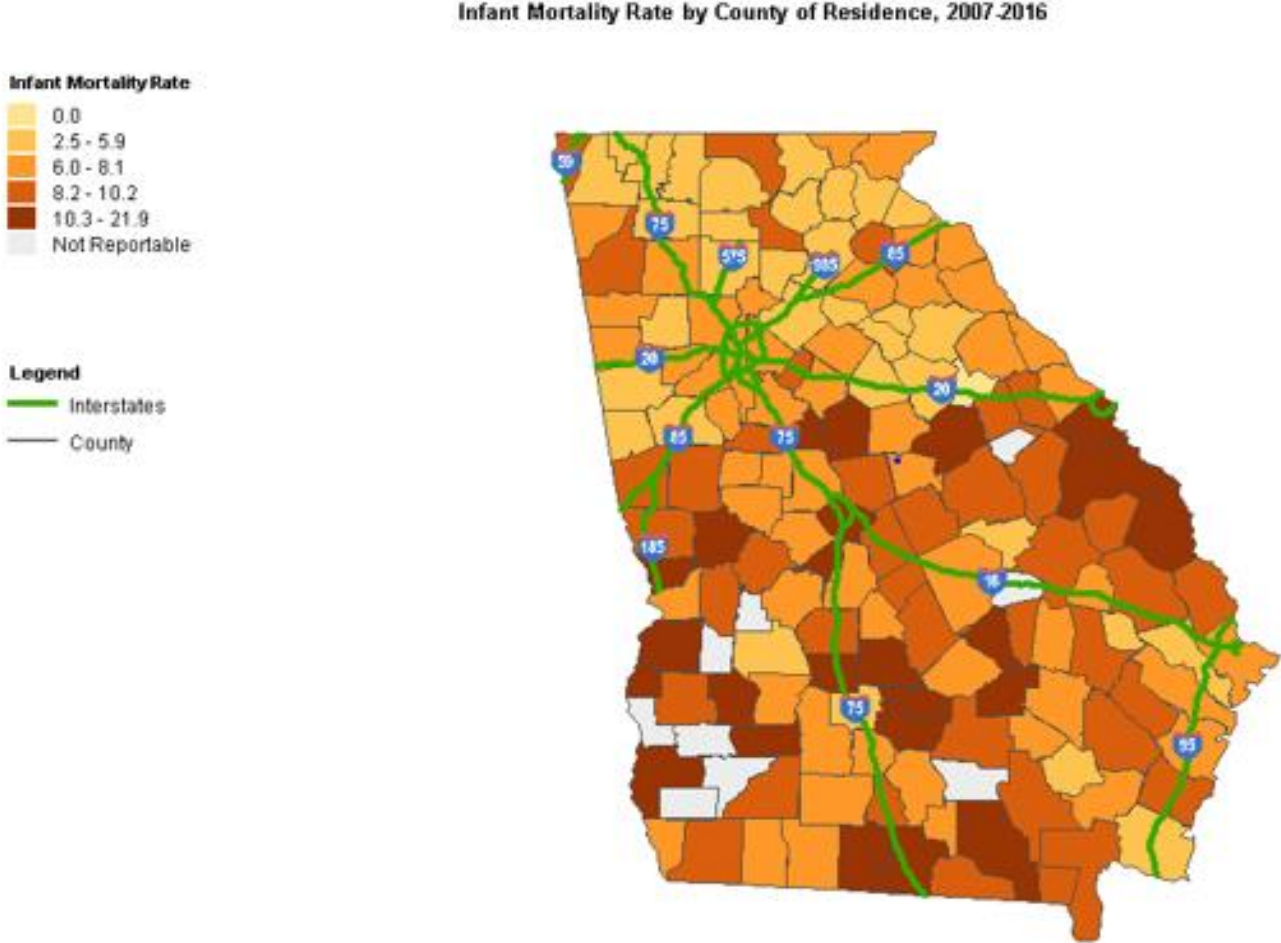 Infant Mortality Rate by County of Residence, 2007-2016
Infant Mortality Rate
0.0
2.5 - 5.9
6.0 - 8.1
8.2 - 10.2
10.3 - 21.9
Not Reportable
59
75
575
985
85
20
20
Legend
Interstates
County
85
75
185
16
75
95